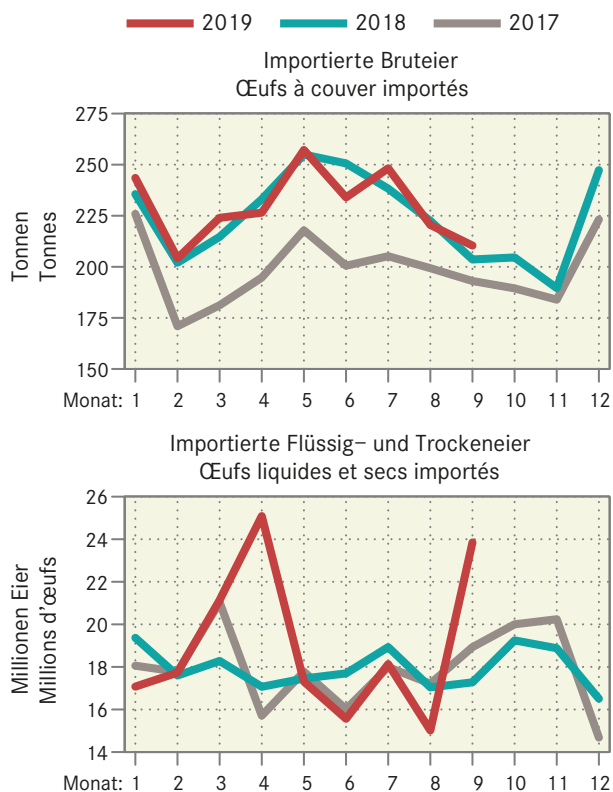 2019 2018 2017
Importierte Bruteier
Œufs à couver importés
Tonnen
Tonnes
275
250
225
200
175
150
Monat: 1 2 3 4 5 6 7 8 9 10 11 12
Importierte Flüssig– und Trockeneier
Œufs liquides et secs importés
Millionen Eier
Millions d'œufs
26
24
22
20
18
16
14
Monat: 1 2 3 4 5 6 7 8 9 10 11 12